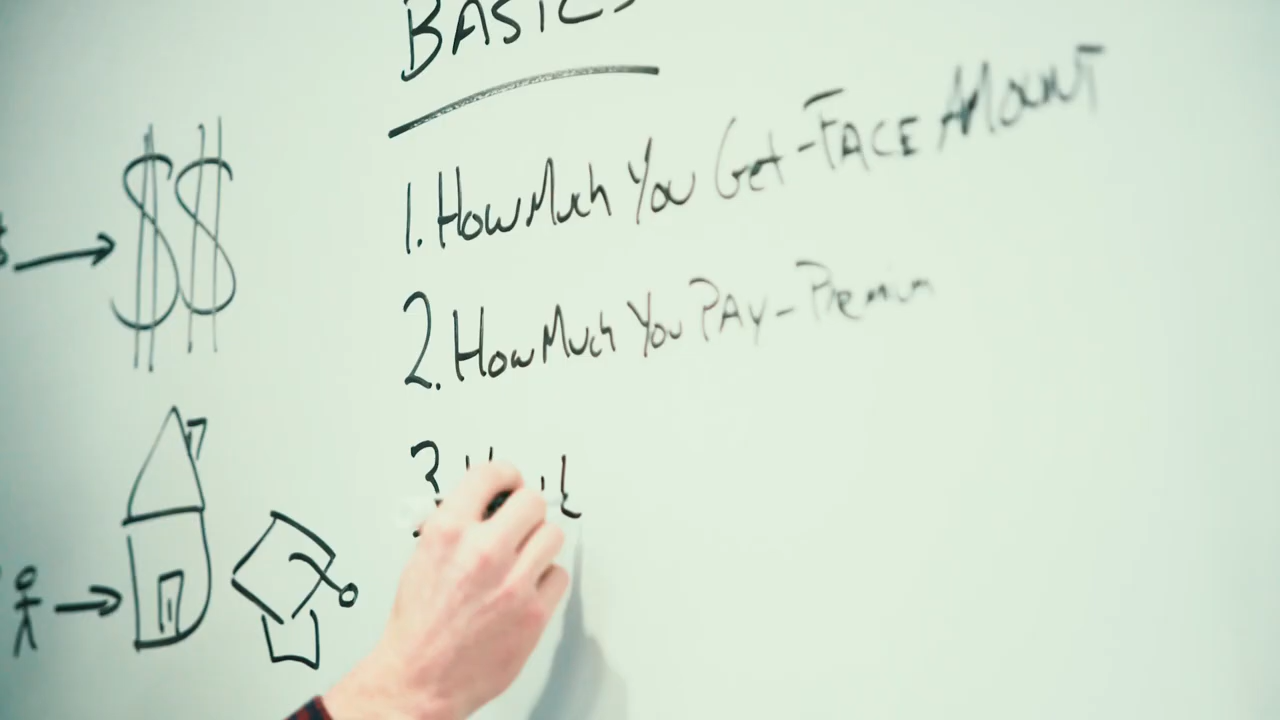 BASICS
$$
1. How Much You Get - FACE AMount
2. How Much You PAy - Premium
3.